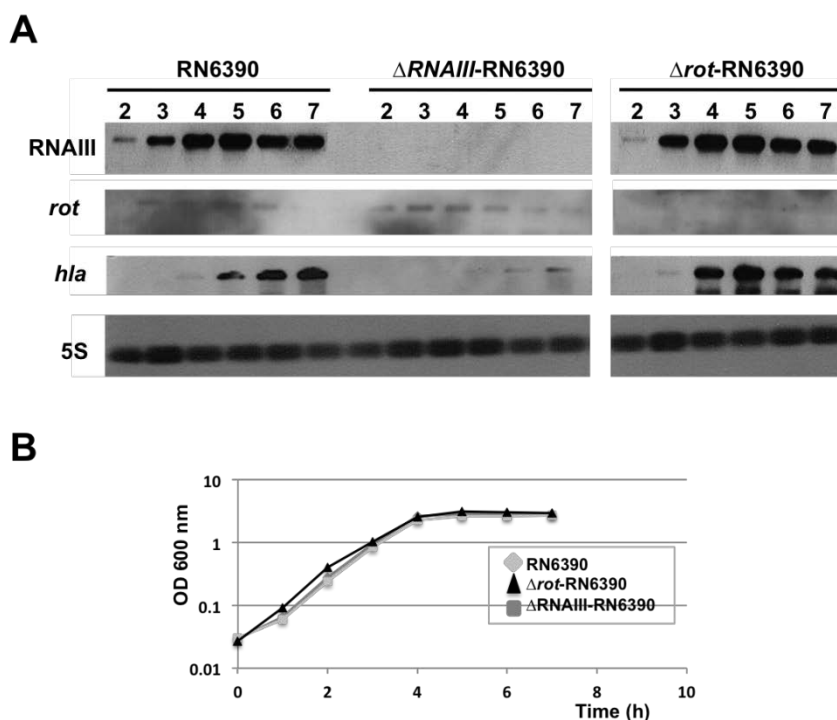 A
RN6390 ΔRNAIII-RN6390 Δrot-RN6390
2 3 4 5 6 7 2 3 4 5 6 7 2 3 4 5 6 7
RNAIII
rot
hla
5S
B
OD 600 nm
10
1
0.1
0.01
RN6390
Δrot-RN6390
ΔRNAIII-RN6390
0 2 4 6 8 10
Time (h)